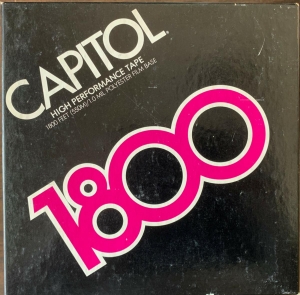 CAPITOL.
HIGH PERFORMANCE TAPE
1800 FEET (550M)/1.0 MIL POLYESTER FILM BASE
1800